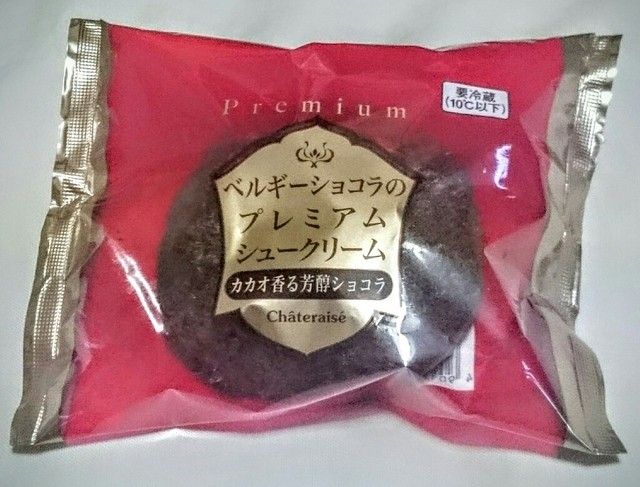 Premium
要冷蔵
(10℃以下)
ベルギーショコラの
プレミアム
シュークリーム
カカオ香る芳醇ショコラ
Châteraisé